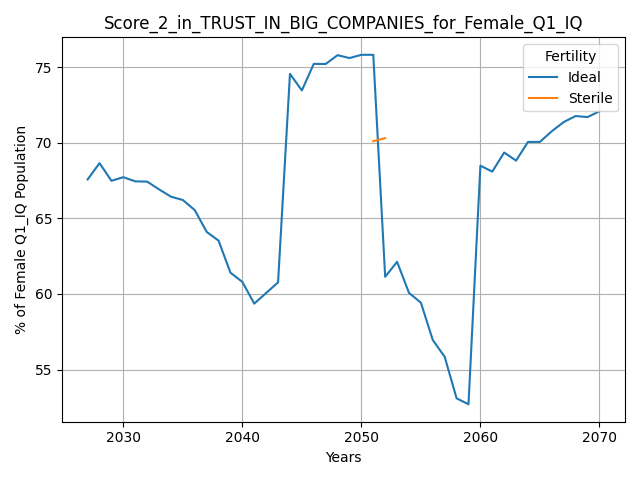 Score_2_in_TRUST_IN_BIG_COMPANIES_for_Female_Q1_IQ
Fertility
Ideal
Sterile
% of Female Q1_IQ Population
75
70
65
60
55
2030 2040 2050 2060 2070
Years